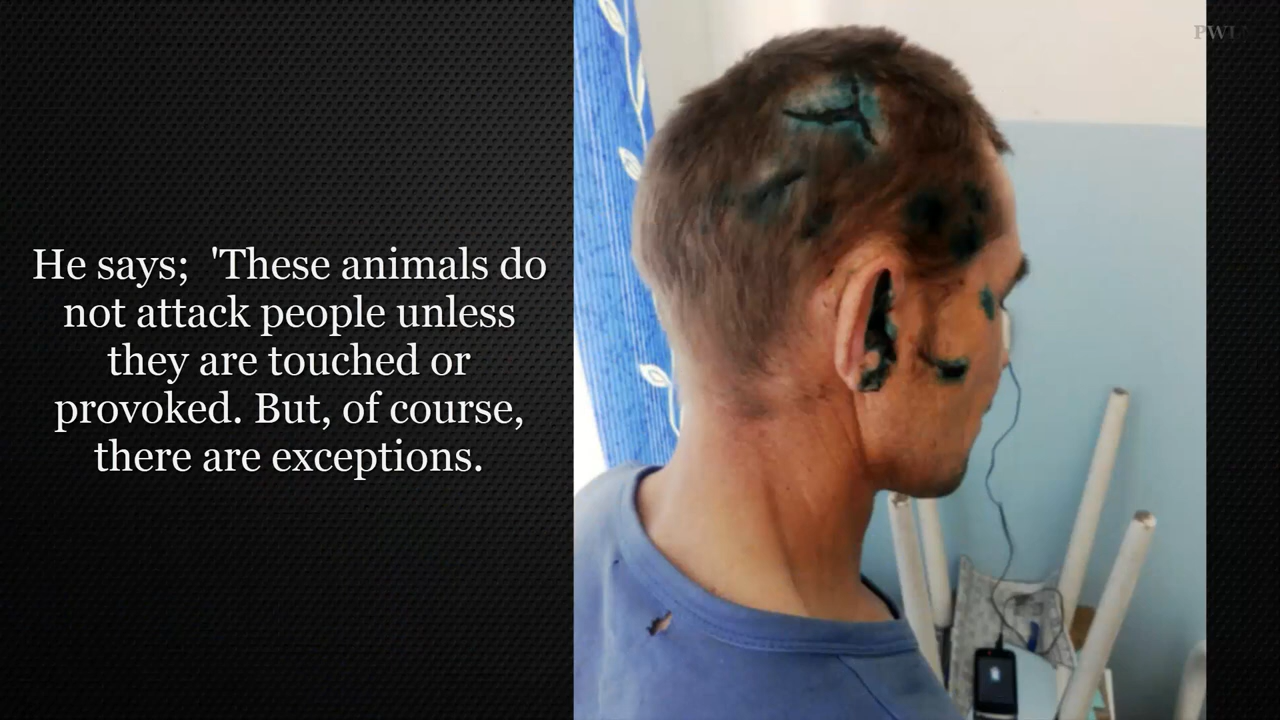 He says;  'These animals do
not attack people unless
they are touched or
provoked. But, of course,
there are exceptions.